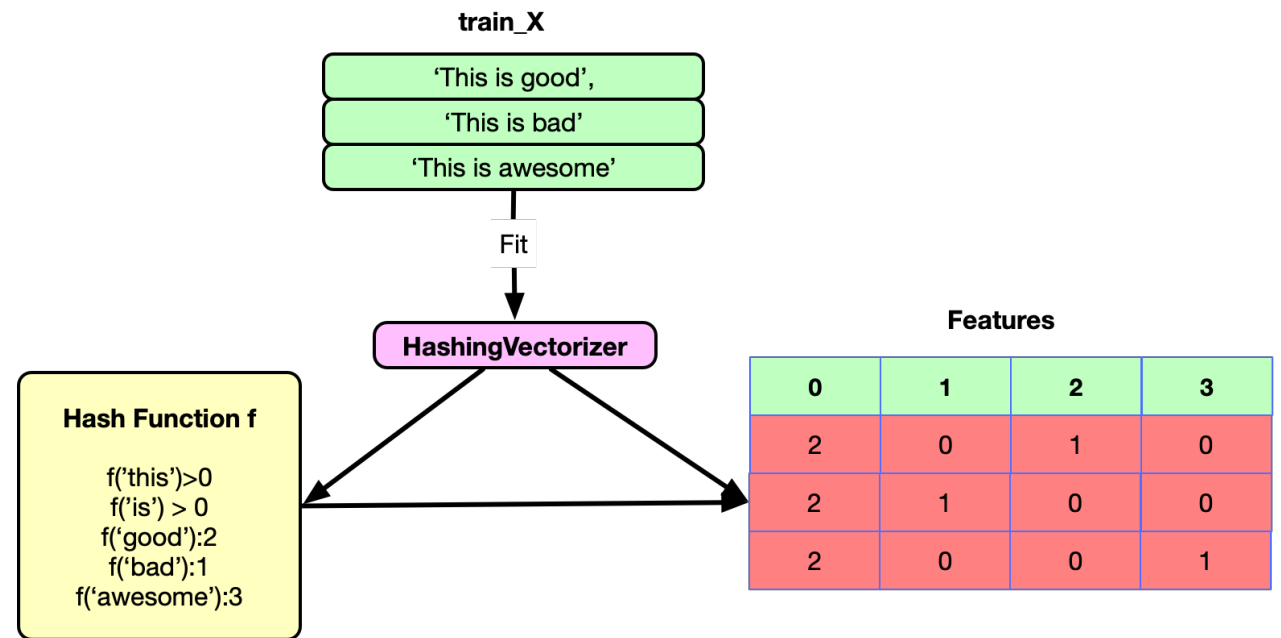 train_X
‘This is good’,
‘This is bad’
‘This is awesome’
Fit
HashingVectorizer
Hash Function f
f(’this’)>0
f(’is’) > 0
f(‘good’):2
f(‘bad’):1
f(‘awesome’):3
Features
0 1 2 3
2 0 1 0
2 1 0 0
2 0 0 1